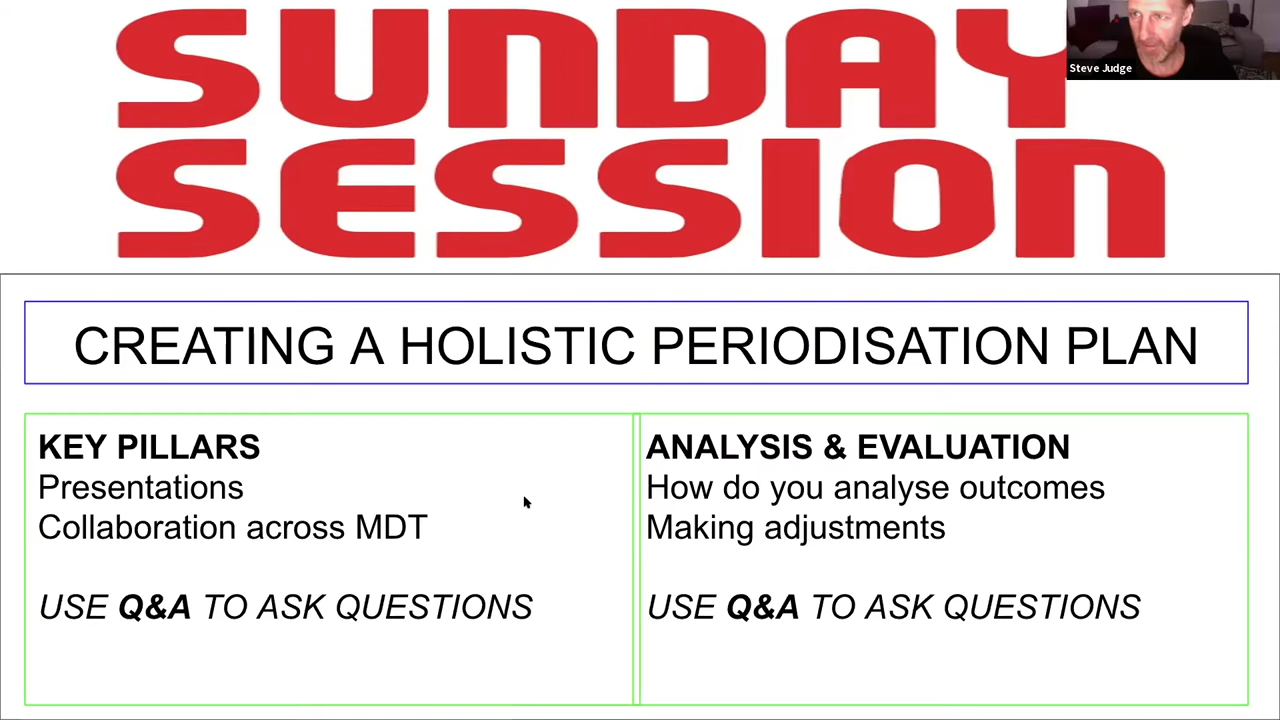 SUNDAY
SESSION
Steve Judge
CREATING A HOLISTIC PERIODISATION PLAN
KEY PILLARS
Presentations
Collaboration across MDT
USE Q&A TO ASK QUESTIONS
ANALYSIS & EVALUATION
How do you analyse outcomes
Making adjustments
USE Q&A TO ASK QUESTIONS